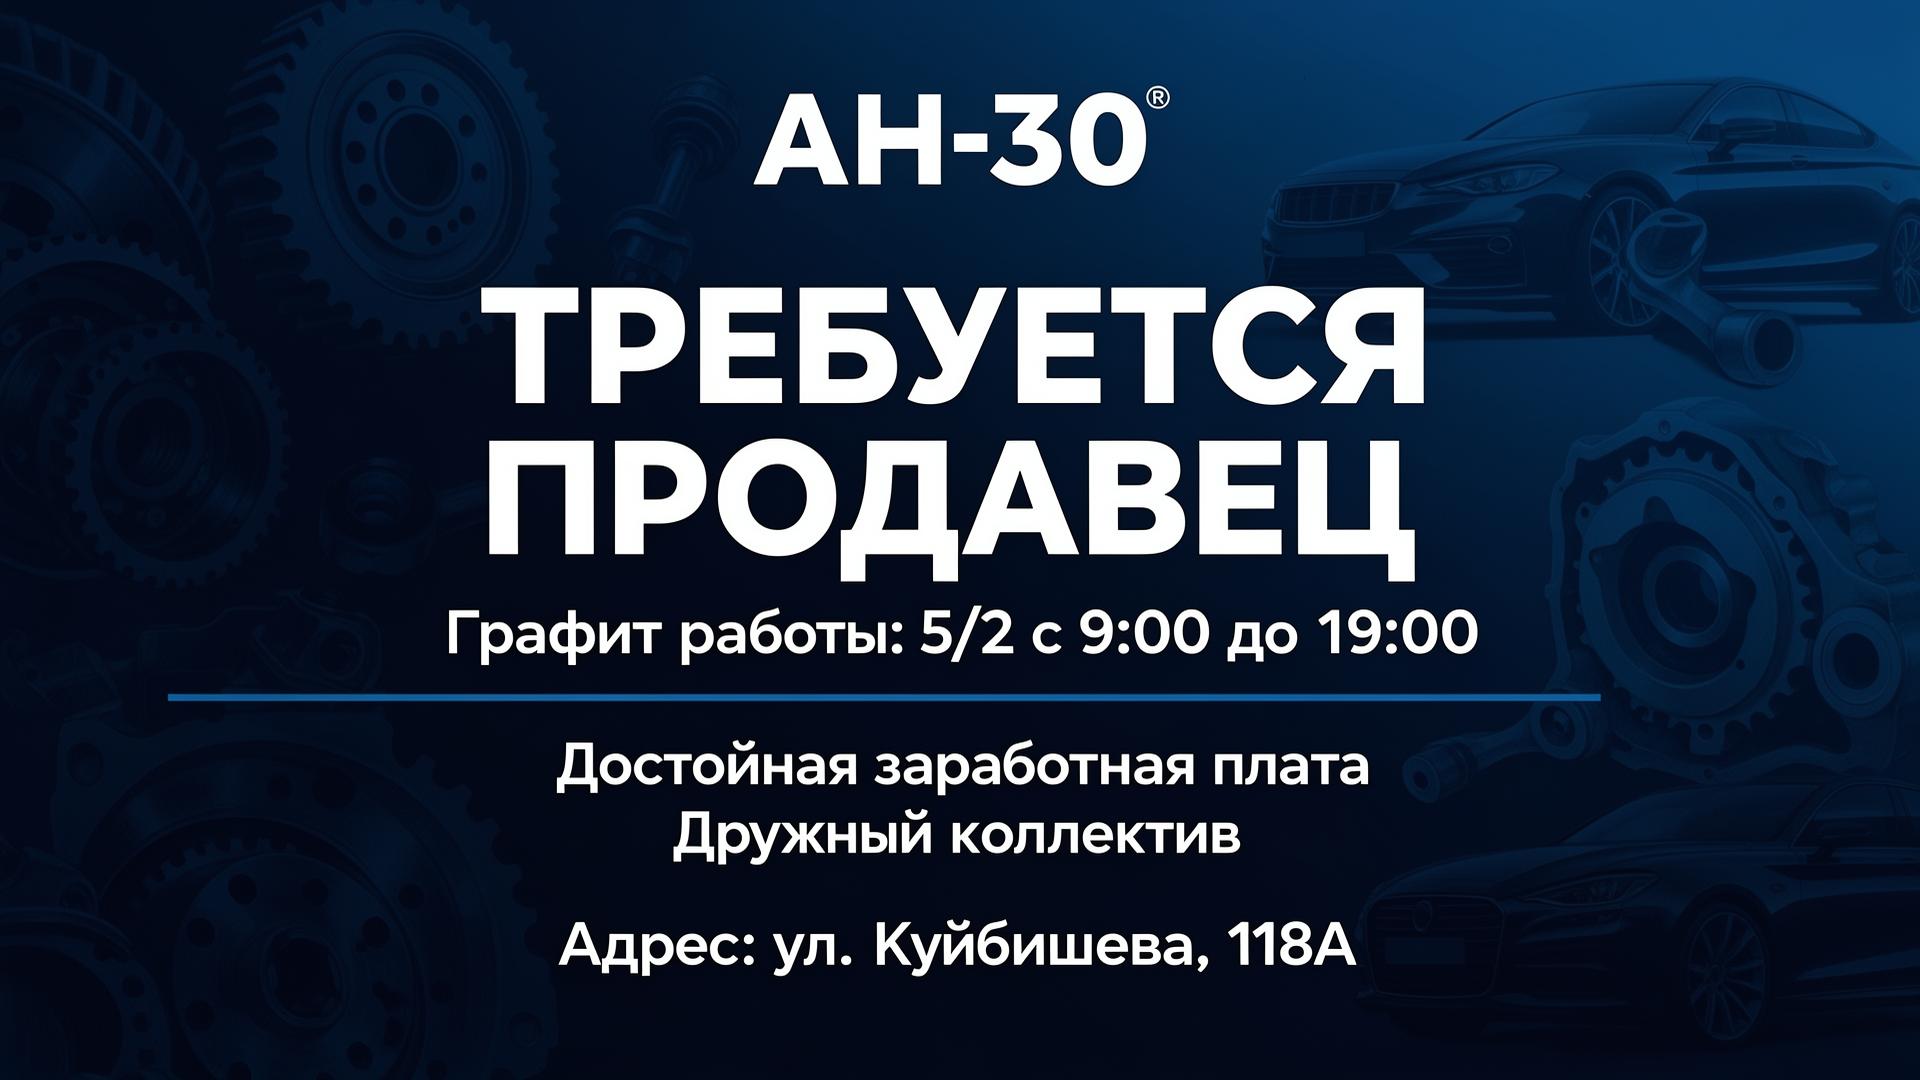 АН-30®
ТРЕБУЕТСЯ
ПРОДАВЕЦ
Графит работы: 5/2 с 9:00 до 19:00
Достойная заработная плата
Дружный коллектив
Адрес: ул. Куйбишева, 118А